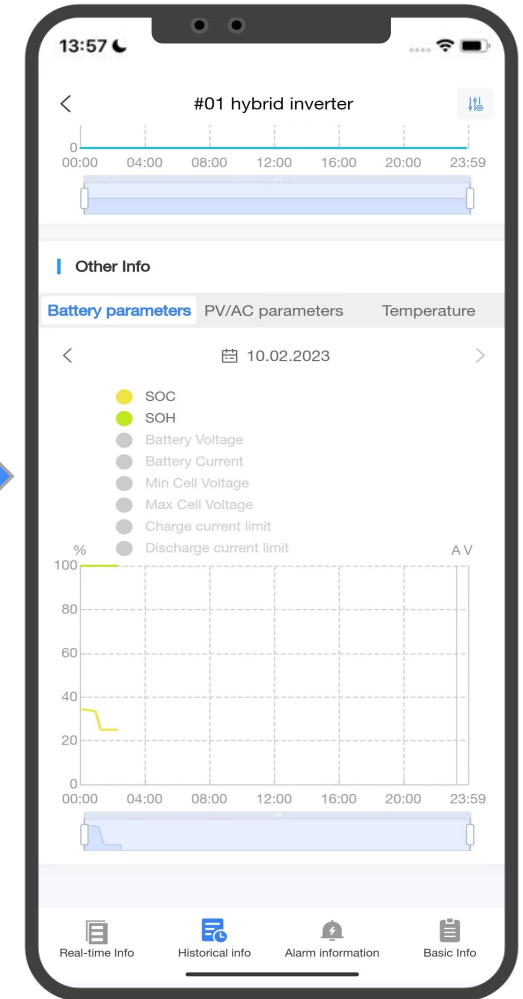 13:57
#01 hybrid inverter
0
00:00 04:00 08:00 12:00 16:00 20:00 23:59
Other Info
Battery parameters PV/AC parameters Temperature
10.02.2023
SOC
SOH
Battery Voltage
Battery Current
Min Cell Voltage
Max Cell Voltage
Charge current limit
Discharge current limit
% A V
100
80
60
40
20
0
00:00 04:00 08:00 12:00 16:00 20:00 23:59
Real-time Info Historical info Alarm information Basic Info